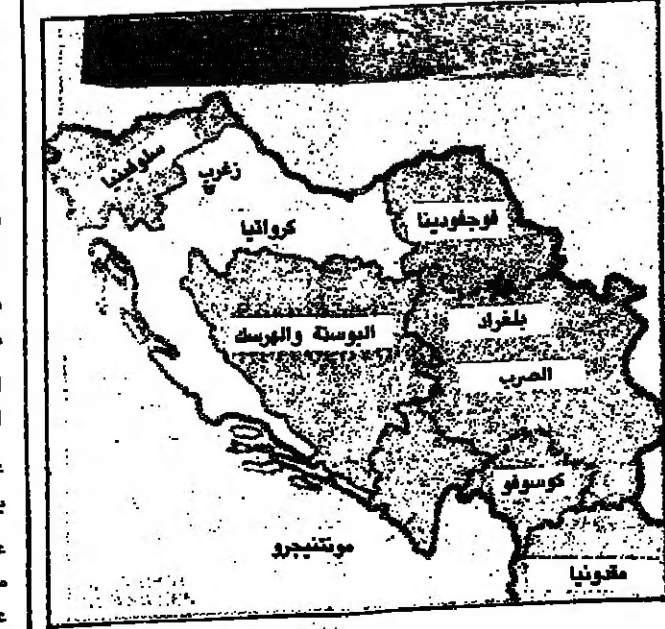 سلوفينيا
زغرب
كرواتيا
فوجفودينا
البوسنة والهرسك
بلغراد
الصرب
كوسوفو
مونتنيجرو
مقدونيا